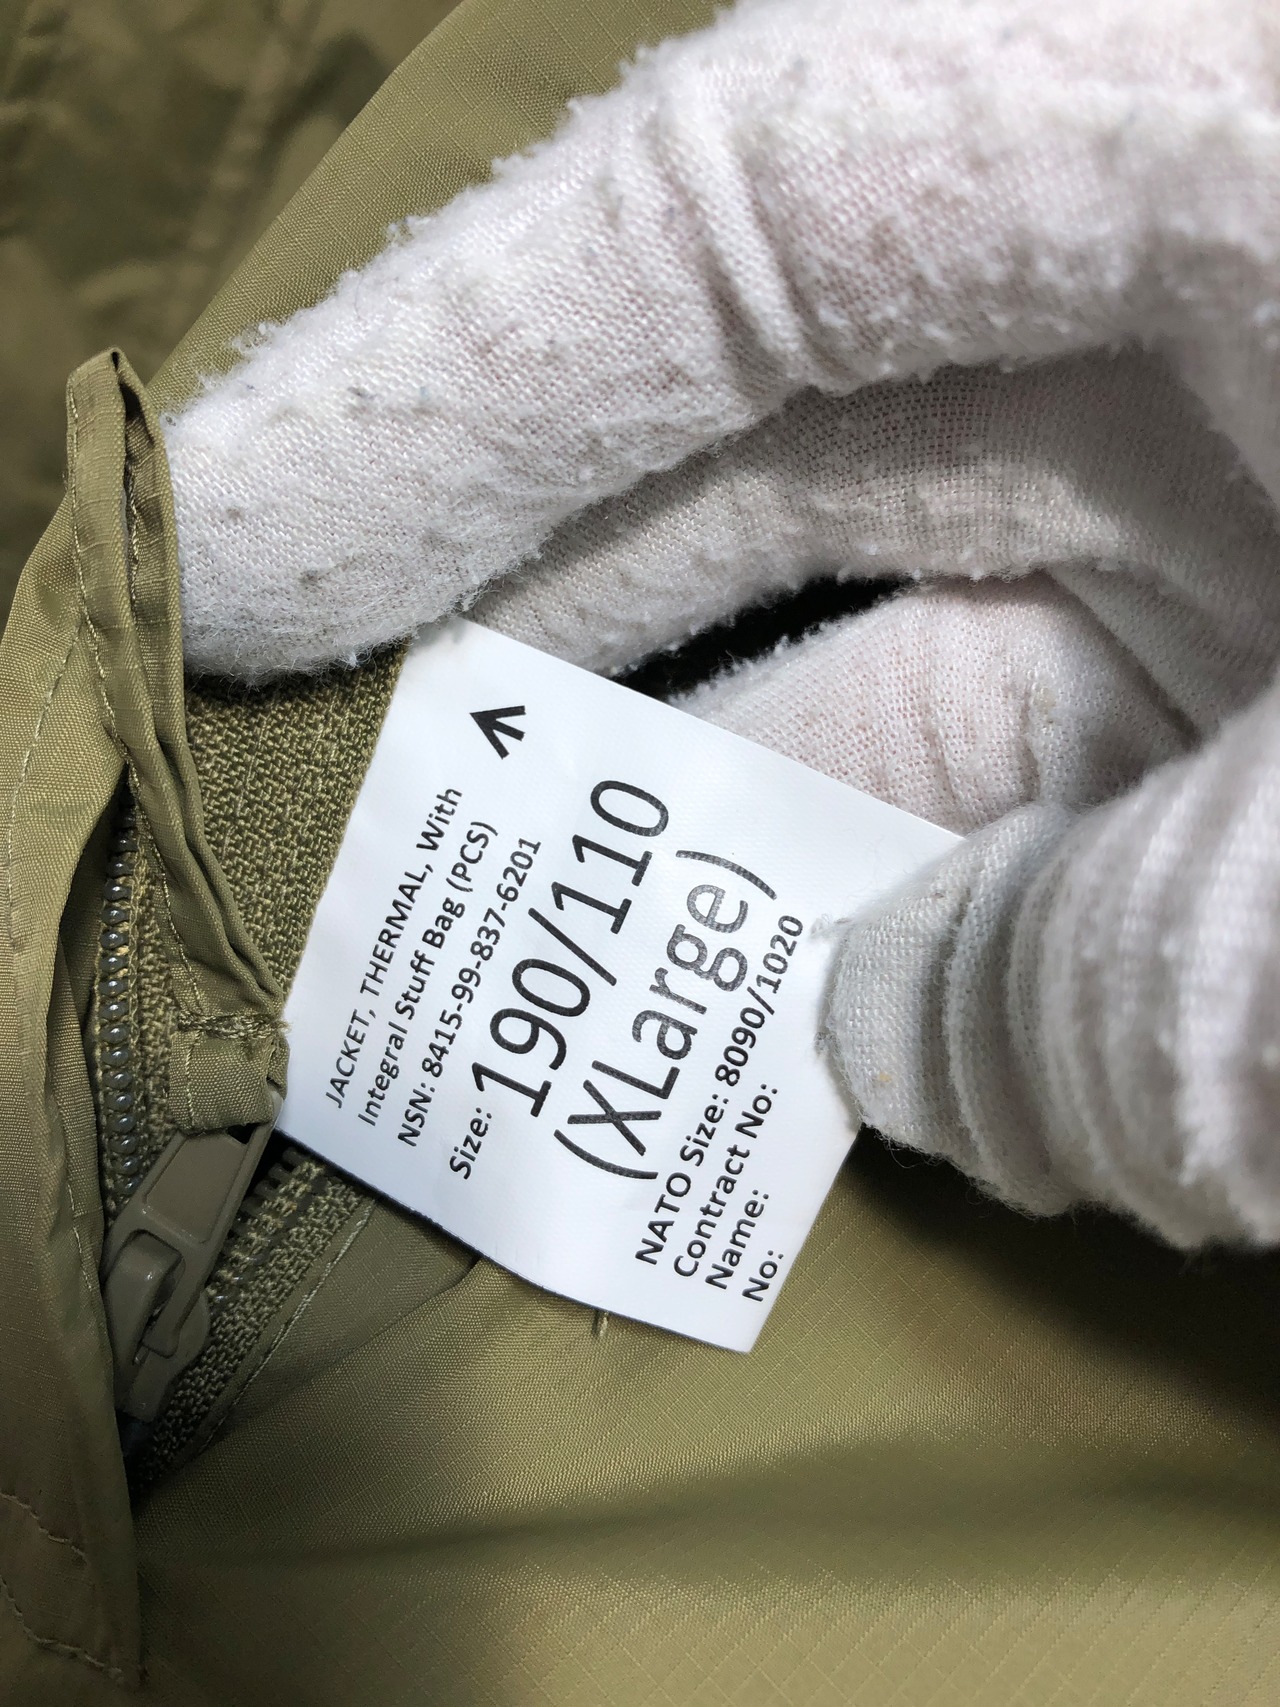 JACKET, THERMAL, With
Integral Stuff Bag (PCS)
NSN: 8415-99-837-6201
Size: 190/110
(XLarge)
NATO Size: 8090/1020
Contract No:
Name:
No: